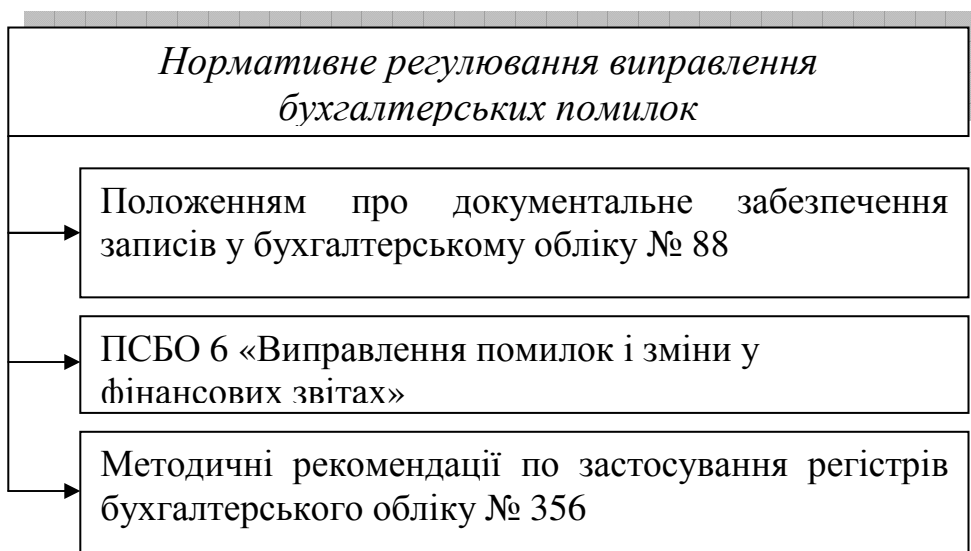 Нормативне регулювання виправлення
бухгалтерських помилок
Положенням про документальне забезпечення
записів у бухгалтерському обліку № 88
ПСБО 6 «Виправлення помилок і зміни у
фінансових звітах»
Методичні рекомендації по застосування регістрів
бухгалтерського обліку № 356